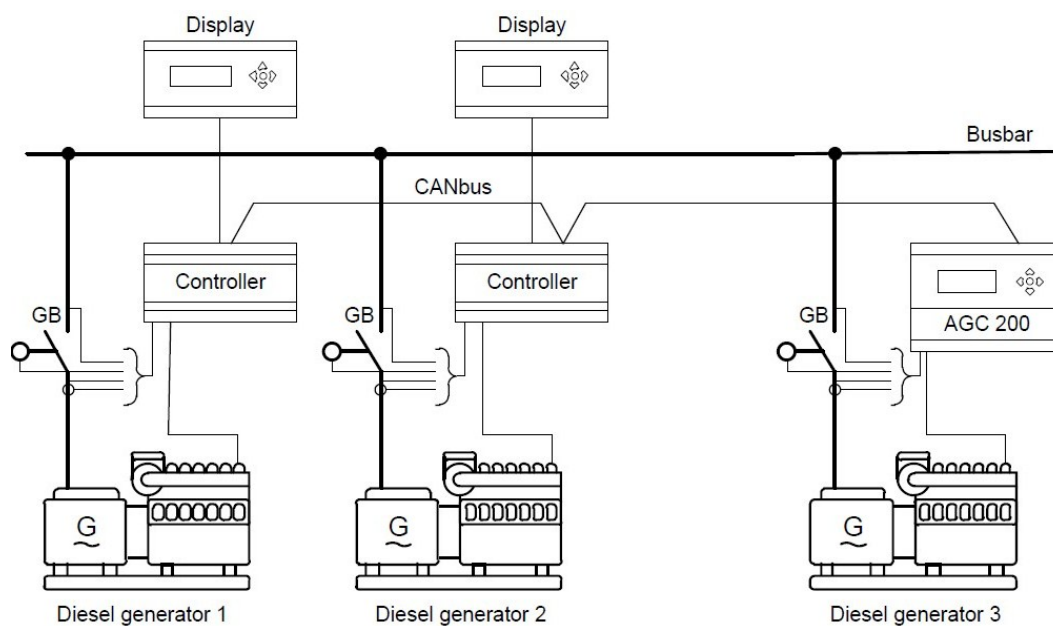 Display
Display
Busbar
CANbus
Controller
Controller
AGC 200
GB
GB
GB
G
G
G
Diesel generator 1
Diesel generator 2
Diesel generator 3